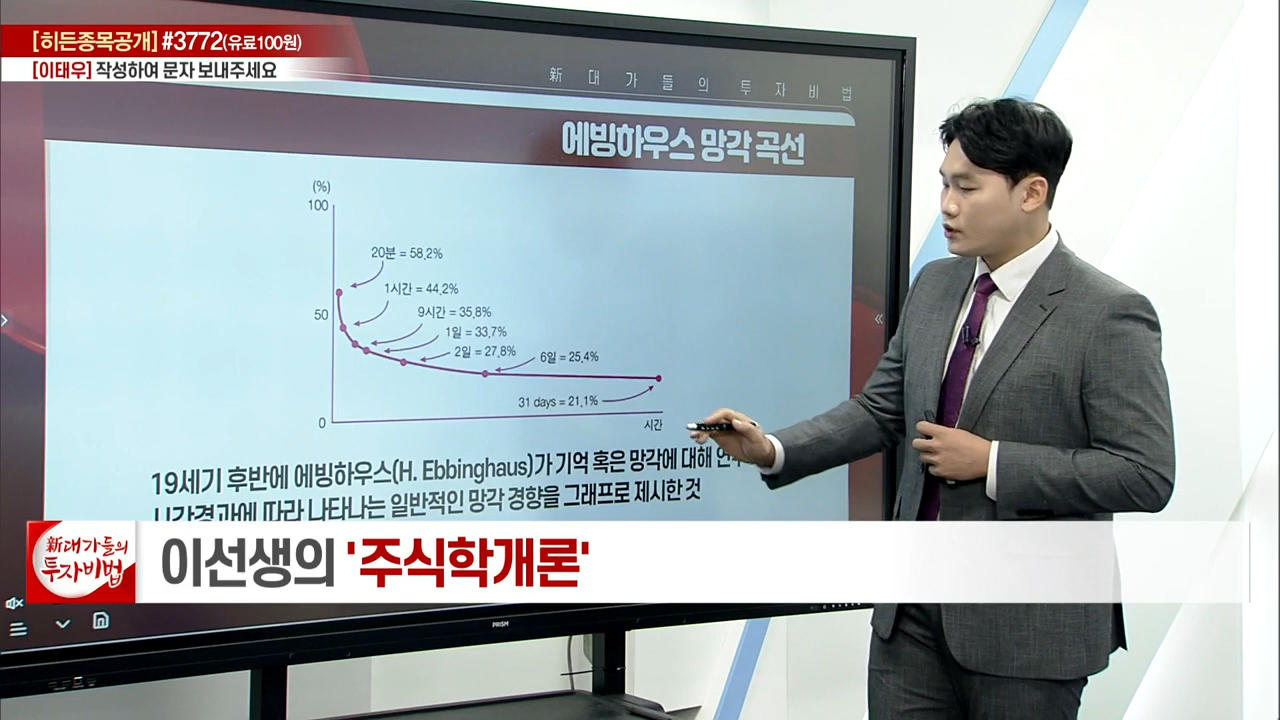 [히든종목공개] #3772(유료100원)
[이태우] 작성하여 문자 보내주세요
新 대 가 들 의 투 자 비 법
에빙하우스 망각 곡선
(%)
100
20분 = 58.2%
1시간 = 44.2%
50
9시간 = 35.8%
1일 = 33.7%
2일 = 27.8%
6일 = 25.4%
31 days = 21.1%
0
시간
19세기 후반에 에빙하우스(H. Ebbinghaus)가 기억 혹은 망각에 대해
시간경과에 따라 나타나는 일반적인 망각 경향을 그래프로 제시한 것
新대가들의
투자비법
이선생의 '주식학개론'
PRISM